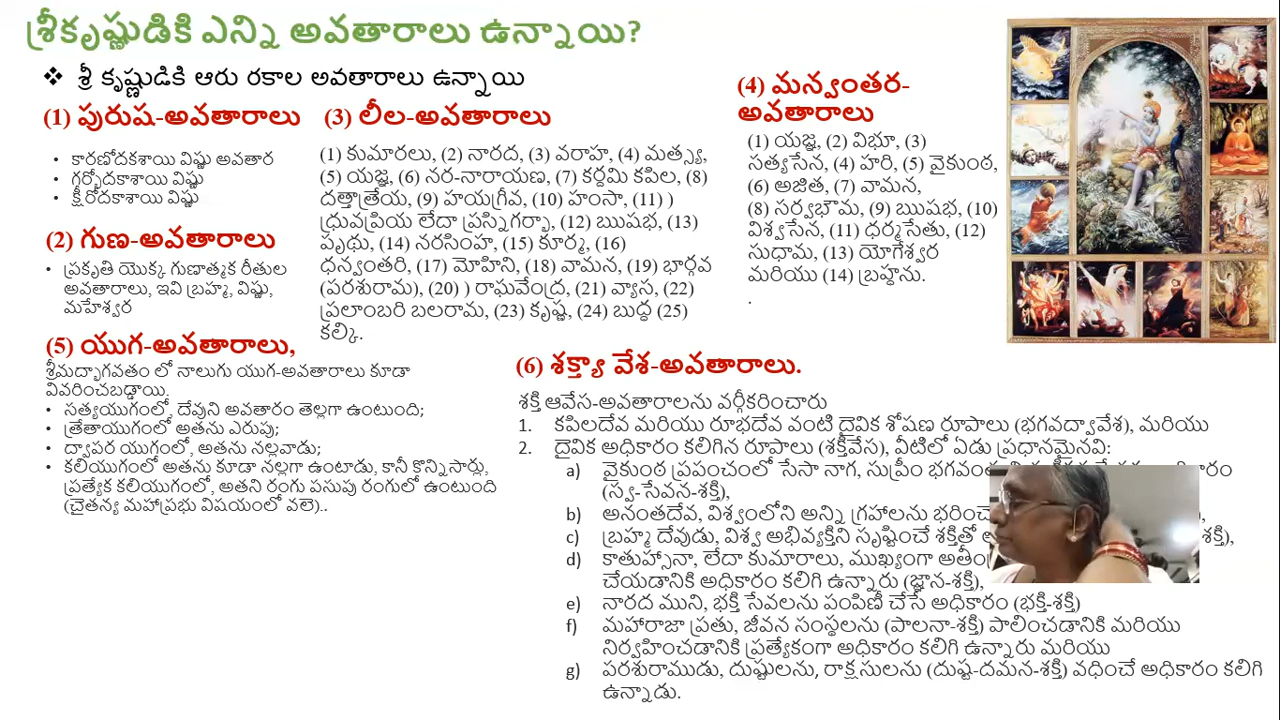 శ్రీకృష్ణుడికి ఎన్ని అవతారాలు ఉన్నాయి?
❖ శ్రీ కృష్ణుడికి ఆరు రకాల అవతారాలు ఉన్నాయి
(1) పురుష-అవతారాలు
• కారణోదకశాయి విష్ణు అవతార
• గర్భోదకాశాయి విష్ణు
• క్షీరోదకాశాయి విష్ణు
(2) గుణ-అవతారాలు
• ప్రకృతి యొక్క గుణాత్మక రీతుల
అవతారాలు, ఇవి బ్రహ్మ, విష్ణు,
మహేశ్వర
(3) లీల-అవతారాలు
(1) కుమారలు, (2) నారద, (3) వరాహ, (4) మత్స్య,
(5) యజ్ఞ, (6) నర-నారాయణ, (7) కర్దమి కపిల, (8)
దత్తాత్రేయ, (9) హయగ్రీవ, (10) హంసా, (11) )
ధ్రువప్రియ లేదా ప్రస్నిగర్భా, (12) ఋషభ, (13)
పృథు, (14) నరసింహ, (15) కూర్మ, (16)
ధన్వంతరి, (17) మోహిని, (18) వామన, (19) భార్గవ
(పరశురామ), (20) ) రాఘవేంద్ర, (21) వ్యాస, (22)
ప్రలాంబరి బలరామ, (23) కృష్ణ, (24) బుద్ధ (25)
కల్కి.
(4) మన్వంతర-
అవతారాలు
(1) యజ్ఞ, (2) విభూ, (3)
సత్యసేన, (4) హరి, (5) వైకుంఠ,
(6) అజిత, (7) వామన,
(8) సర్వభౌమ, (9) ఋషభ, (10)
విశ్వసేన, (11) ధర్మసేతు, (12)
సుధామ, (13) యోగేశ్వర
మరియు (14) బ్రహ్దను.
.
(5) యుగ-అవతారాలు,
శ్రీమద్భాగవతం లో నాలుగు యుగ-అవతారాలు కూడా
వివరించబడ్డాయి.
• సత్యయుగంలో, దేవుని అవతారం తెల్లగా ఉంటుంది;
• త్రేతాయుగంలో అతను ఎరుపు;
• ద్వాపర యుగంలో, అతను నల్లవాడు;
• కలియుగంలో అతను కూడా నల్లగా ఉంటాడు, కానీ కొన్నిసార్లు,
ప్రత్యేక కలియుగంలో, అతని రంగు పసుపు రంగులో ఉంటుంది
(చైతన్య మహాప్రభు విషయంలో వలె)..
(6) శక్త్యా వేశ-అవతారాలు.
శక్తి ఆవేస-అవతారాలను వర్గీకరించారు
1. కపిలదేవ మరియు రూభదేవ వంటి దైవిక శోషణ రూపాలు (భగవద్వావేశ), మరియు
2. దైవిక అధికారం కలిగిన రూపాలు (శక్తివేస), వీటిలో ఏడు ప్రధానమైనవి:
a) వైకుంఠ ప్రపంచంలో సేసా నాగ, సుప్రీం
(స్వ-సేవన-శక్తి),
b) అనంతదేవ, విశ్వంలోని అన్ని గ్రహాలను
c) బ్రహ్మ దేవుడు, విశ్వ అభివ్యక్తిని సృష్టించే శక్తితో శక్తి),
d) కాతుహ్సానా, లేదా కుమారాలు, ముఖ్యంగా
చేయడానికి అధికారం కలిగి ఉన్నారు (జ్ఞాన-శక్తి),
e) నారద ముని, భక్తి సేవలను పంపిణీ చేసే అధికారం (భక్తి-శక్తి)
f) మహారాజా ప్రతు, జీవన సంస్థలను (పాలనా-శక్తి) పాలించడానికి మరియు
నిర్వహించడానికి ప్రత్యేకంగా అధికారం కలిగి ఉన్నారు మరియు
g) పరశురాముడు, దుష్టులను, రాక్షసులను (దుష్ట-దమన-శక్తి) వధించే అధికారం కలిగి
ఉన్నాడు.